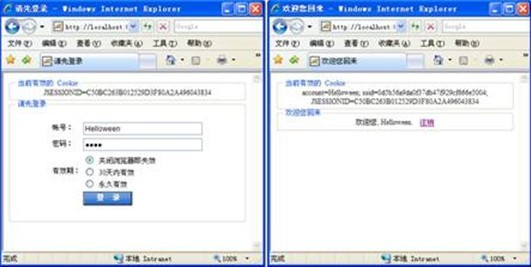 请先登录 - Windows Internet Explorer
http://localhost:
文件(F) 编辑(E) 查看(V) 收藏夹(A) 工具(T)
请先登录
当前有效的 Cookie
JSESSIONID=C50BC263B012529D3F80A2A496043834
请先登录
帐号： Helloween
密码： ●●●●
有效期： 关闭浏览器即失效
30天内有效
永久有效
登 录
完成 本地 Intranet 100%
欢迎您回来 - Windows Internet Explorer
http://localhost:
文件(F) 编辑(E) 查看(V) 收藏夹(A) 工具(T)
欢迎您回来
当前有效的 Cookie
account=Helloween;
JSESSIONID=C50BC263B012529D3F80A2A496043834
欢迎您回来
欢迎您, Helloween. 注销
完成 本地 Intranet 100%